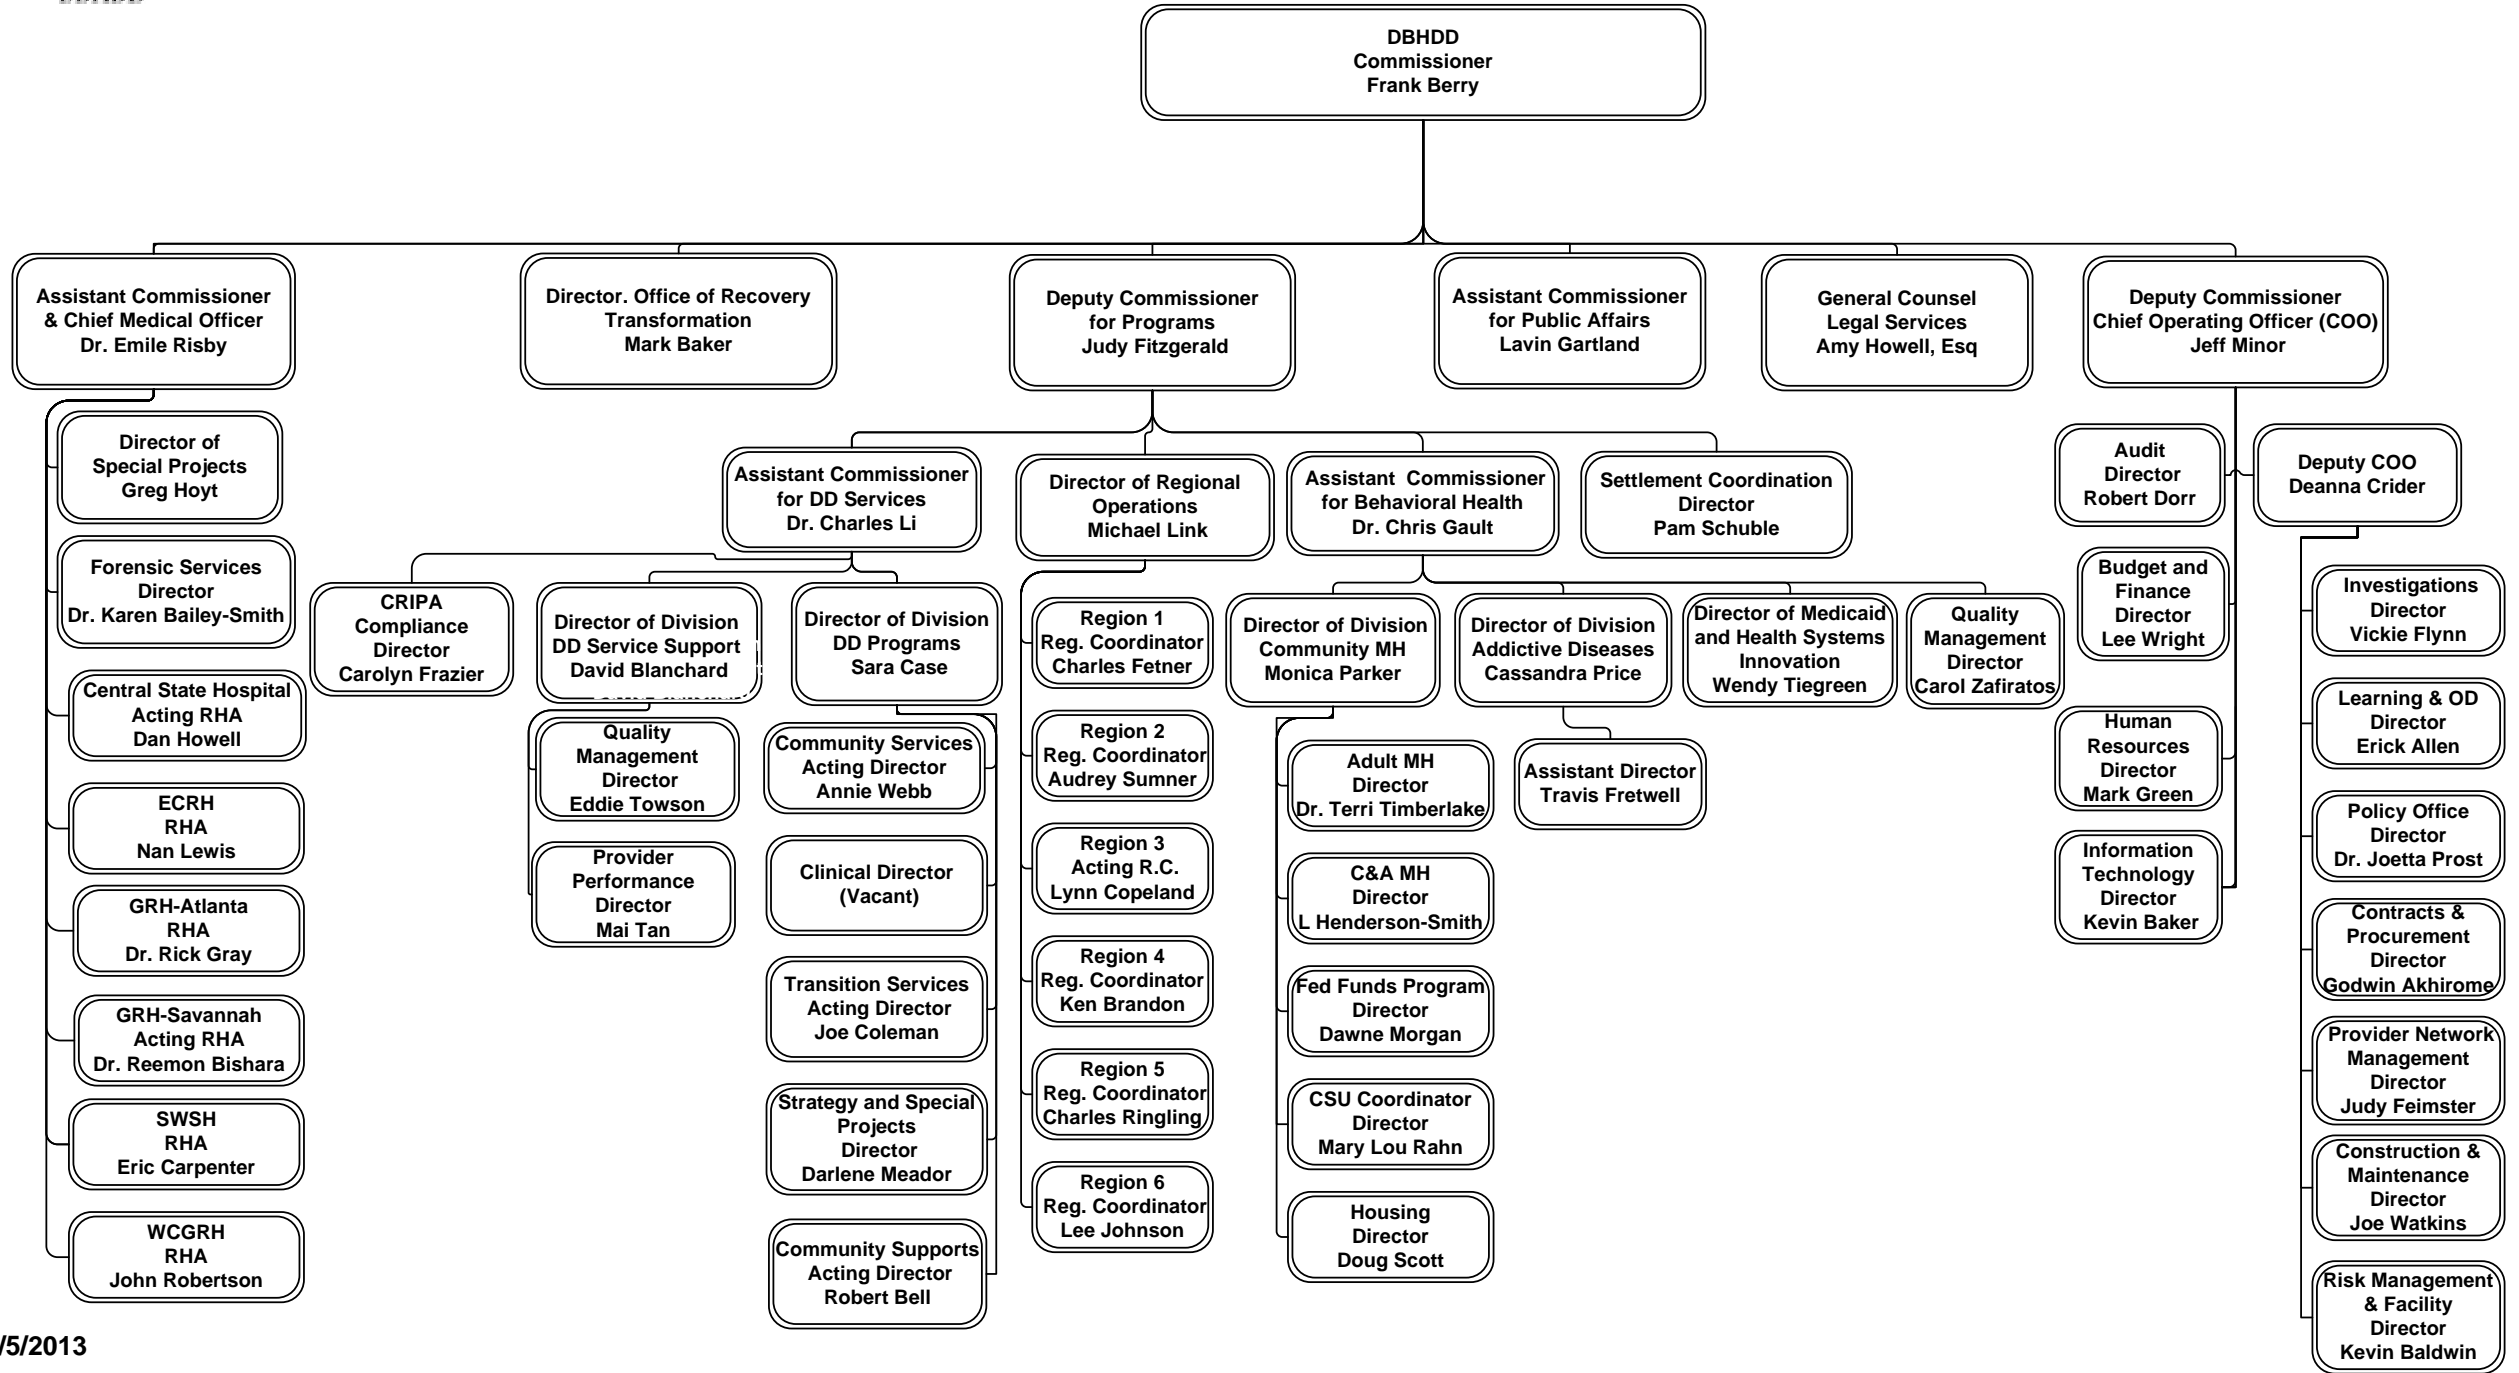 DBHDD
Commissioner
Frank Berry
Assistant Commissioner
& Chief Medical Officer
Dr. Emile Risby
Director. Office of Recovery
Transformation
Mark Baker
Deputy Commissioner
for Programs
Judy Fitzgerald
Assistant Commissioner
for Public Affairs
Lavin Gartland
General Counsel
Legal Services
Amy Howell, Esq
Deputy Commissioner
Chief Operating Officer (COO)
Jeff Minor
Director of
Special Projects
Greg Hoyt
Forensic Services
Director
Dr. Karen Bailey-Smith
Central State Hospital
Acting RHA
Dan Howell
ECRH
RHA
Nan Lewis
GRH-Atlanta
RHA
Dr. Rick Gray
GRH-Savannah
Acting RHA
Dr. Reemon Bishara
SWSH
RHA
Eric Carpenter
WCGRH
RHA
John Robertson
Assistant Commissioner
for DD Services
Dr. Charles Li
Director of Regional
Operations
Michael Link
Assistant  Commissioner
for Behavioral Health
Dr. Chris Gault
Settlement Coordination
Director
Pam Schuble
CRIPA
Compliance
Director
Carolyn Frazier
Director of Division
DD Service Support
David Blanchard
Director of Division
DD Programs
Sara Case
Quality
Management
Director
Eddie Towson
Provider
Performance
Director
Mai Tan
Community Services
Acting Director
Annie Webb
Clinical Director
(Vacant)
Transition Services
Acting Director
Joe Coleman
Strategy and Special
Projects
Director
Darlene Meador
Community Supports
Acting Director
Robert Bell
Region 1
Reg. Coordinator
Charles Fetner
Region 2
Reg. Coordinator
Audrey Sumner
Region 3
Acting R.C.
Lynn Copeland
Region 4
Reg. Coordinator
Ken Brandon
Region 5
Reg. Coordinator
Charles Ringling
Region 6
Reg. Coordinator
Lee Johnson
Director of Division
Community MH
Monica Parker
Director of Division
Addictive Diseases
Cassandra Price
Director of Medicaid
and Health Systems
Innovation
Wendy Tiegreen
Quality
Management
Director
Carol Zafiratos
Adult MH
Director
Dr. Terri Timberlake
C&A MH
Director
L Henderson-Smith
Fed Funds Program
Director
Dawne Morgan
CSU Coordinator
Director
Mary Lou Rahn
Housing
Director
Doug Scott
Assistant Director
Travis Fretwell
Audit
Director
Robert Dorr
Deputy COO
Deanna Crider
Budget and
Finance
Director
Lee Wright
Human
Resources
Director
Mark Green
Information
Technology
Director
Kevin Baker
Investigations
Director
Vickie Flynn
Learning & OD
Director
Erick Allen
Policy Office
Director
Dr. Joetta Prost
Contracts &
Procurement
Director
Godwin Akhirome
Provider Network
Management
Director
Judy Feimster
Construction &
Maintenance
Director
Joe Watkins
Risk Management
& Facility
Director
Kevin Baldwin
/5/2013